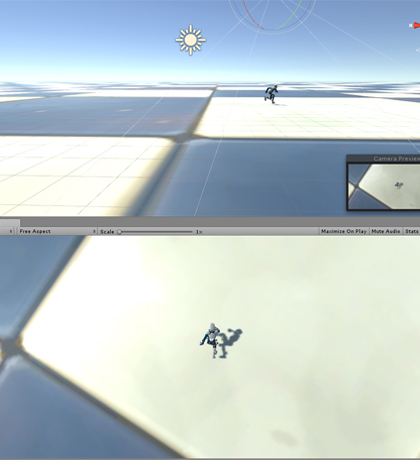 Camera Preview
Free Aspect
Scale
1x
Maximize On Play
Mute Audio
Stats